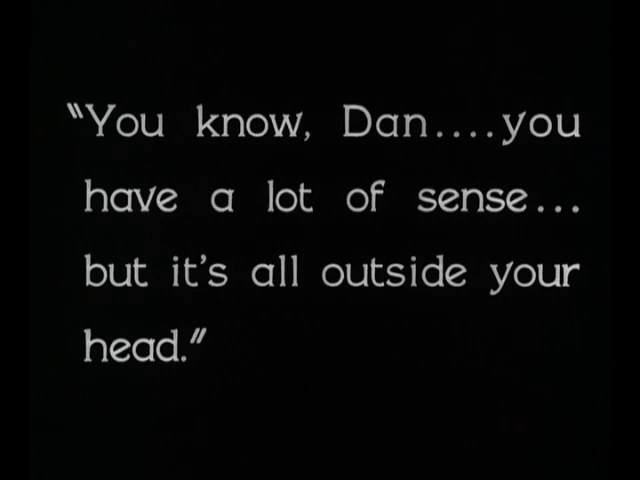 "You know, Dan....you
have a lot of sense...
but it's all outside your
head."